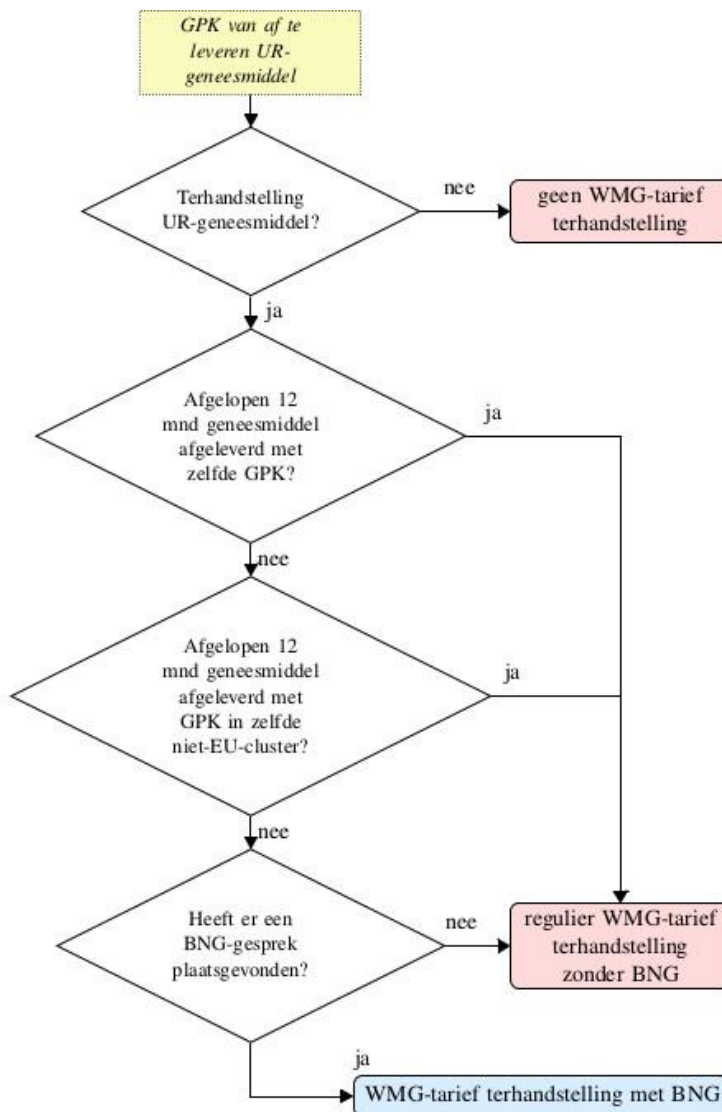 GPK van af te
leveren UR-
geneesmiddel
Terhandstelling
UR-geneesmiddel?
nee
geen WMG-tarief
terhandstelling
ja
Afgelopen 12
mnd geneesmiddel
afgeleverd met
zelfde GPK?
ja
nee
Afgelopen 12
mnd geneesmiddel
afgeleverd met
GPK in zelfde
niet-EU-cluster?
ja
nee
Heeft er een
BNG-gesprek
plaatsgevonden?
nee
regulier WMG-tarief
terhandstelling
zonder BNG
ja
WMG-tarief terhandstelling met BNG